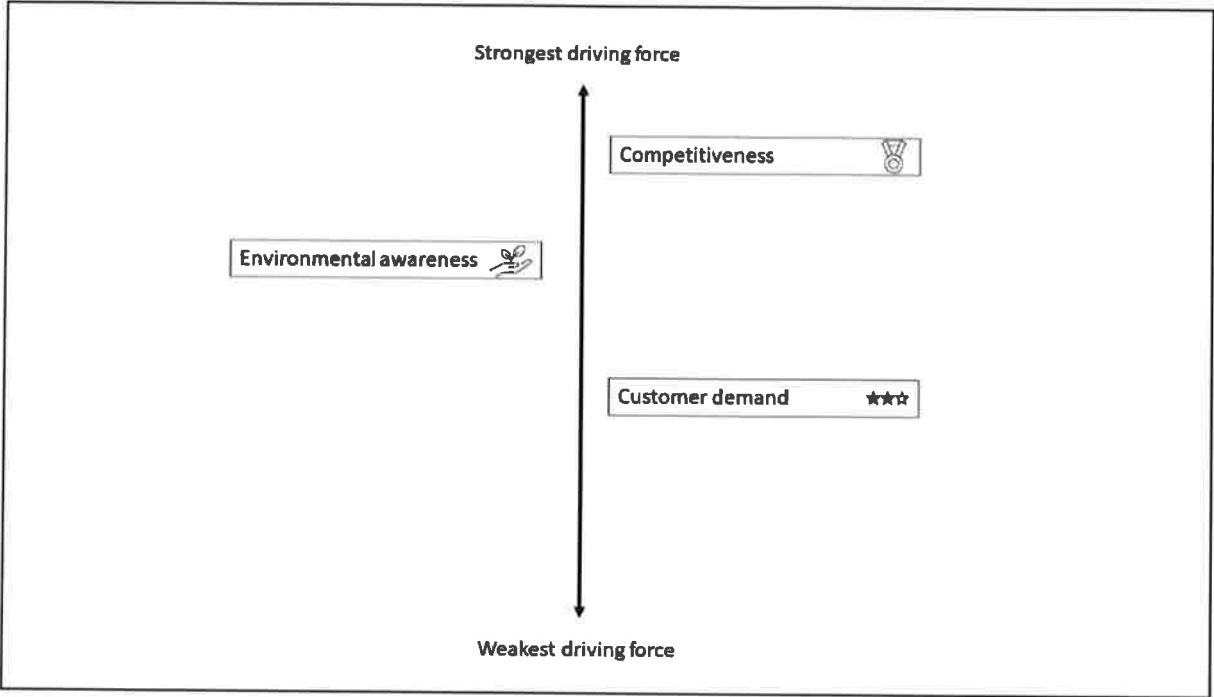 Strongest driving force
Competitiveness
Environmental awareness
Customer demand
Weakest driving force